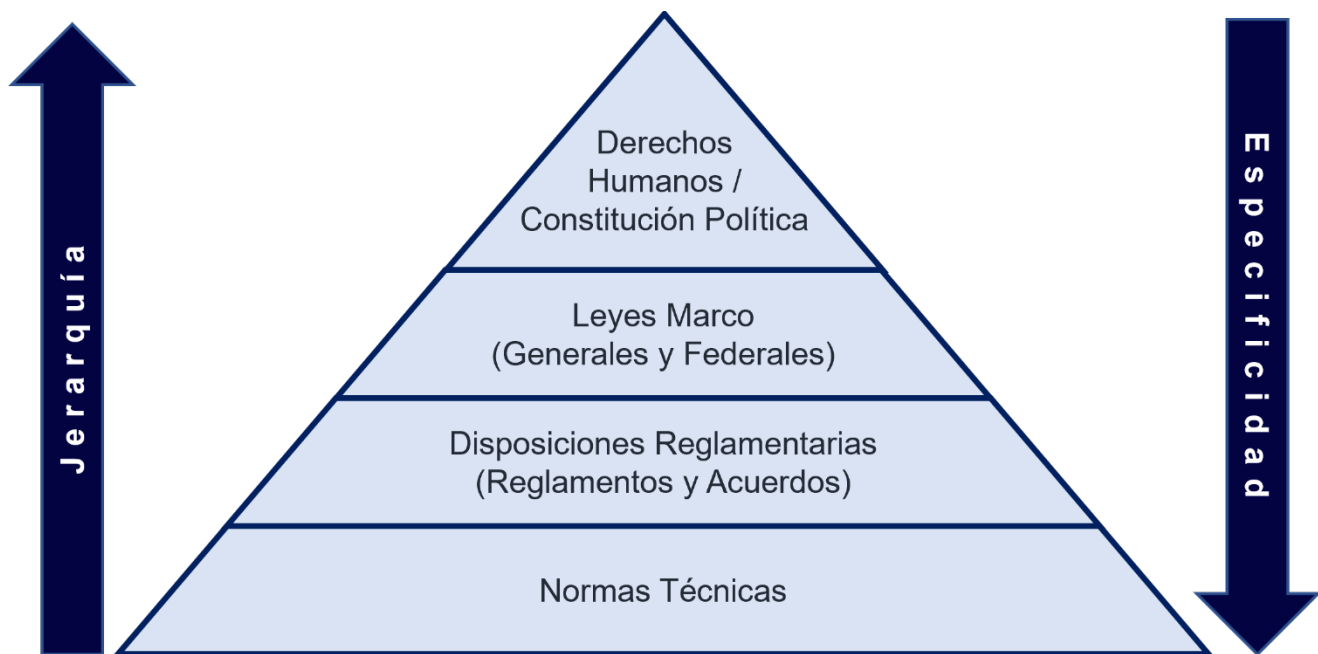 Jerarquía
Derechos
Humanos /
Constitución Política
Leyes Marco
(Generales y Federales)
Disposiciones Reglamentarias
(Reglamentos y Acuerdos)
Normas Técnicas
Especificidad